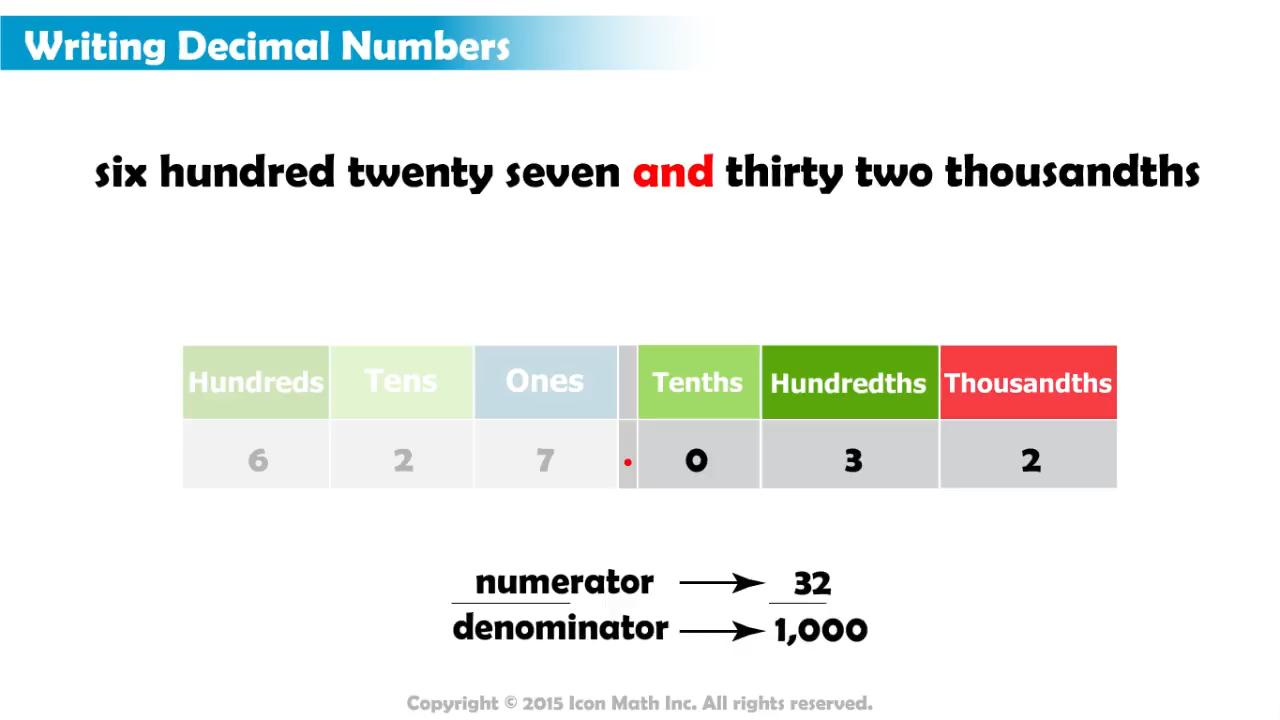 Writing Decimal Numbers
six hundred twenty seven and thirty two thousandths
Hundreds Tens Ones Tenths Hundredths Thousandths
6 2 7 . 0 3 2
numerator → 32
denominator → 1,000
Copyright © 2015 Icon Math Inc. All rights reserved.